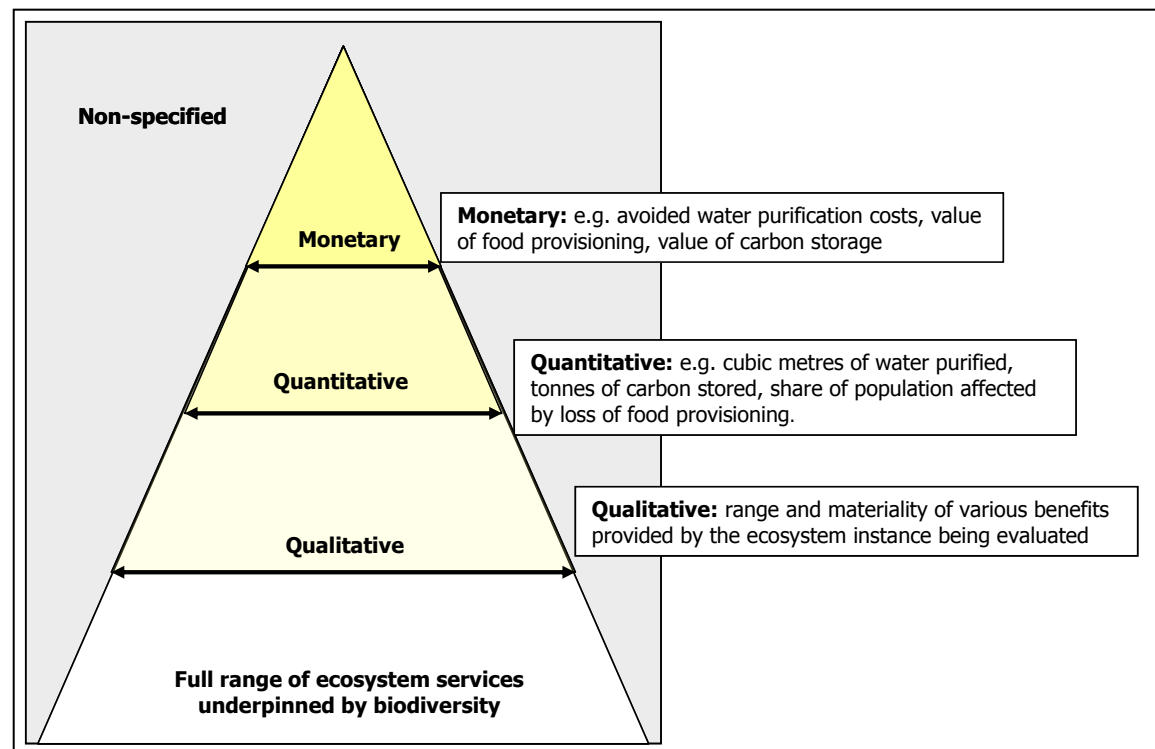 Non-specified
Monetary
Monetary: e.g. avoided water purification costs, value
of food provisioning, value of carbon storage
Quantitative
Quantitative: e.g. cubic metres of water purified,
tonnes of carbon stored, share of population affected
by loss of food provisioning.
Qualitative
Qualitative: range and materiality of various benefits
provided by the ecosystem instance being evaluated
Full range of ecosystem services
underpinned by biodiversity